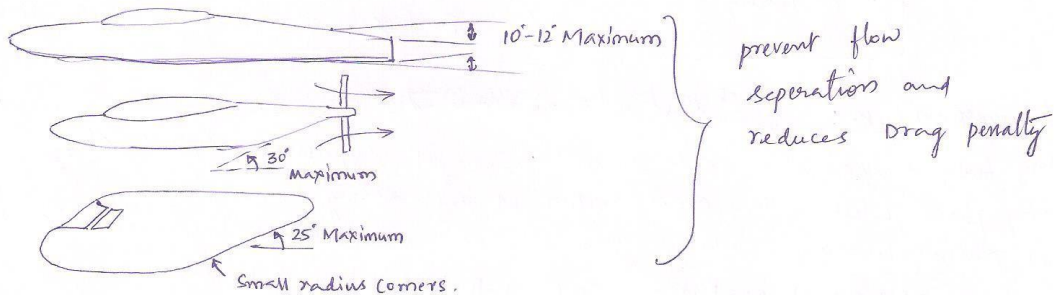 10°-12° Maximum
prevent flow
seperation and
reduces Drag penalty
30°
Maximum
25° Maximum
Small radius corners.